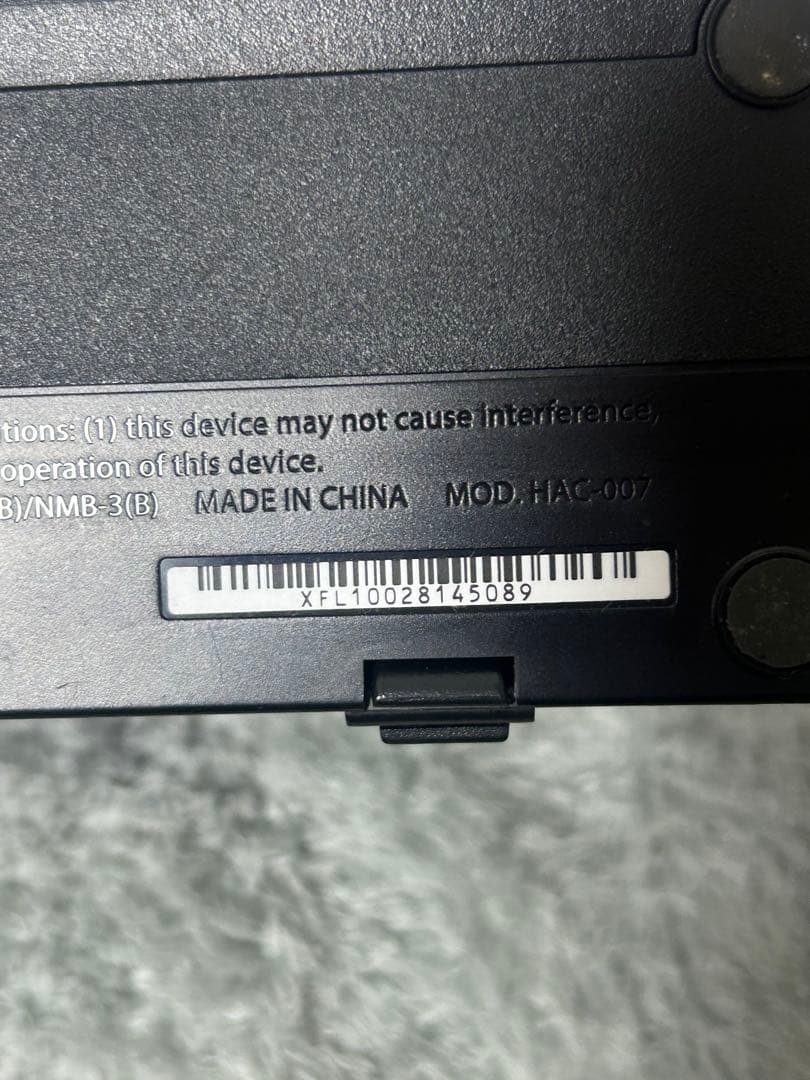 tions: (1) this device may not cause interference,
operation of this device.
B)/NMB-3(B) MADE IN CHINA MOD. HAC-007
XFL10028145089